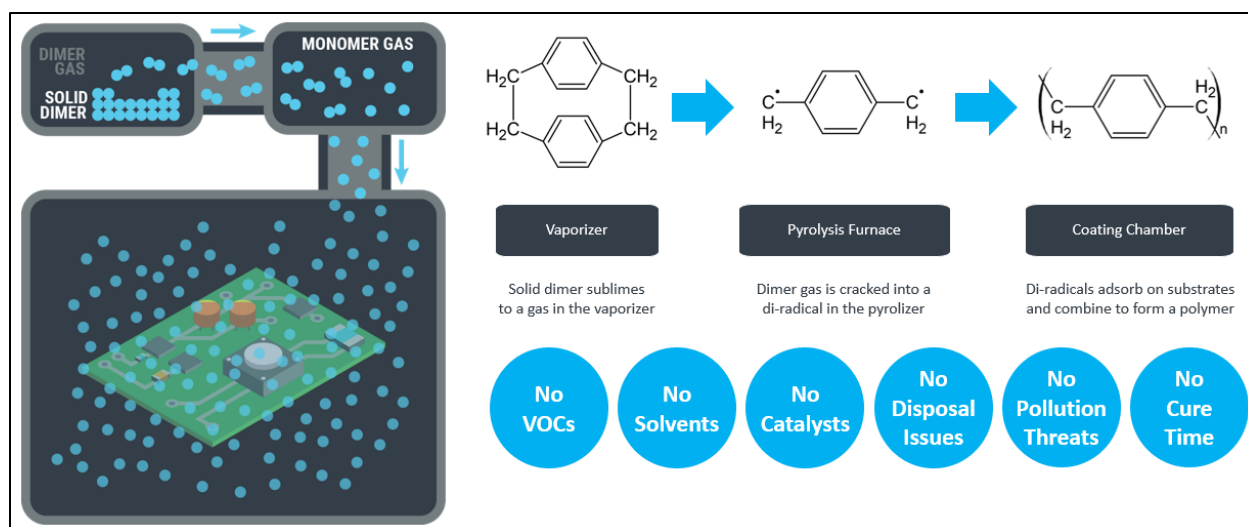 DIMER
GAS
SOLID
DIMER
MONOMER GAS
H₂C
CH₂
H₂C
CH₂
Ċ
H₂
Ċ
H₂
C
H₂
H₂
C
n
Vaporizer
Pyrolysis Furnace
Coating Chamber
Solid dimer sublimes
to a gas in the vaporizer
Dimer gas is cracked into a
di-radical in the pyrolizer
Di-radicals adsorb on substrates
and combine to form a polymer
No
VOCs
No
Solvents
No
Catalysts
No
Disposal
Issues
No
Pollution
Threats
No
Cure
Time